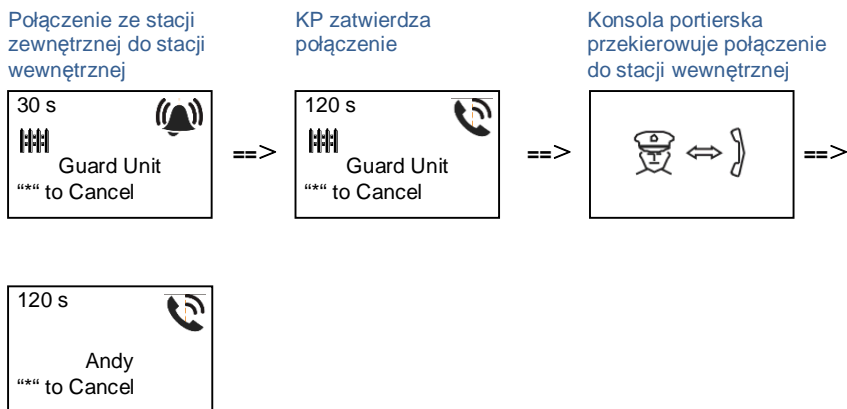 Połączenie ze stacji
zewnętrznej do stacji
wewnętrznej
KP zatwierdza
połączenie
Konsola portierska
przekierowuje połączenie
do stacji wewnętrznej
30 s
Guard Unit
“*“ to Cancel
==>
120 s
Guard Unit
“*“ to Cancel
==>
==>
120 s
Andy
“*“ to Cancel